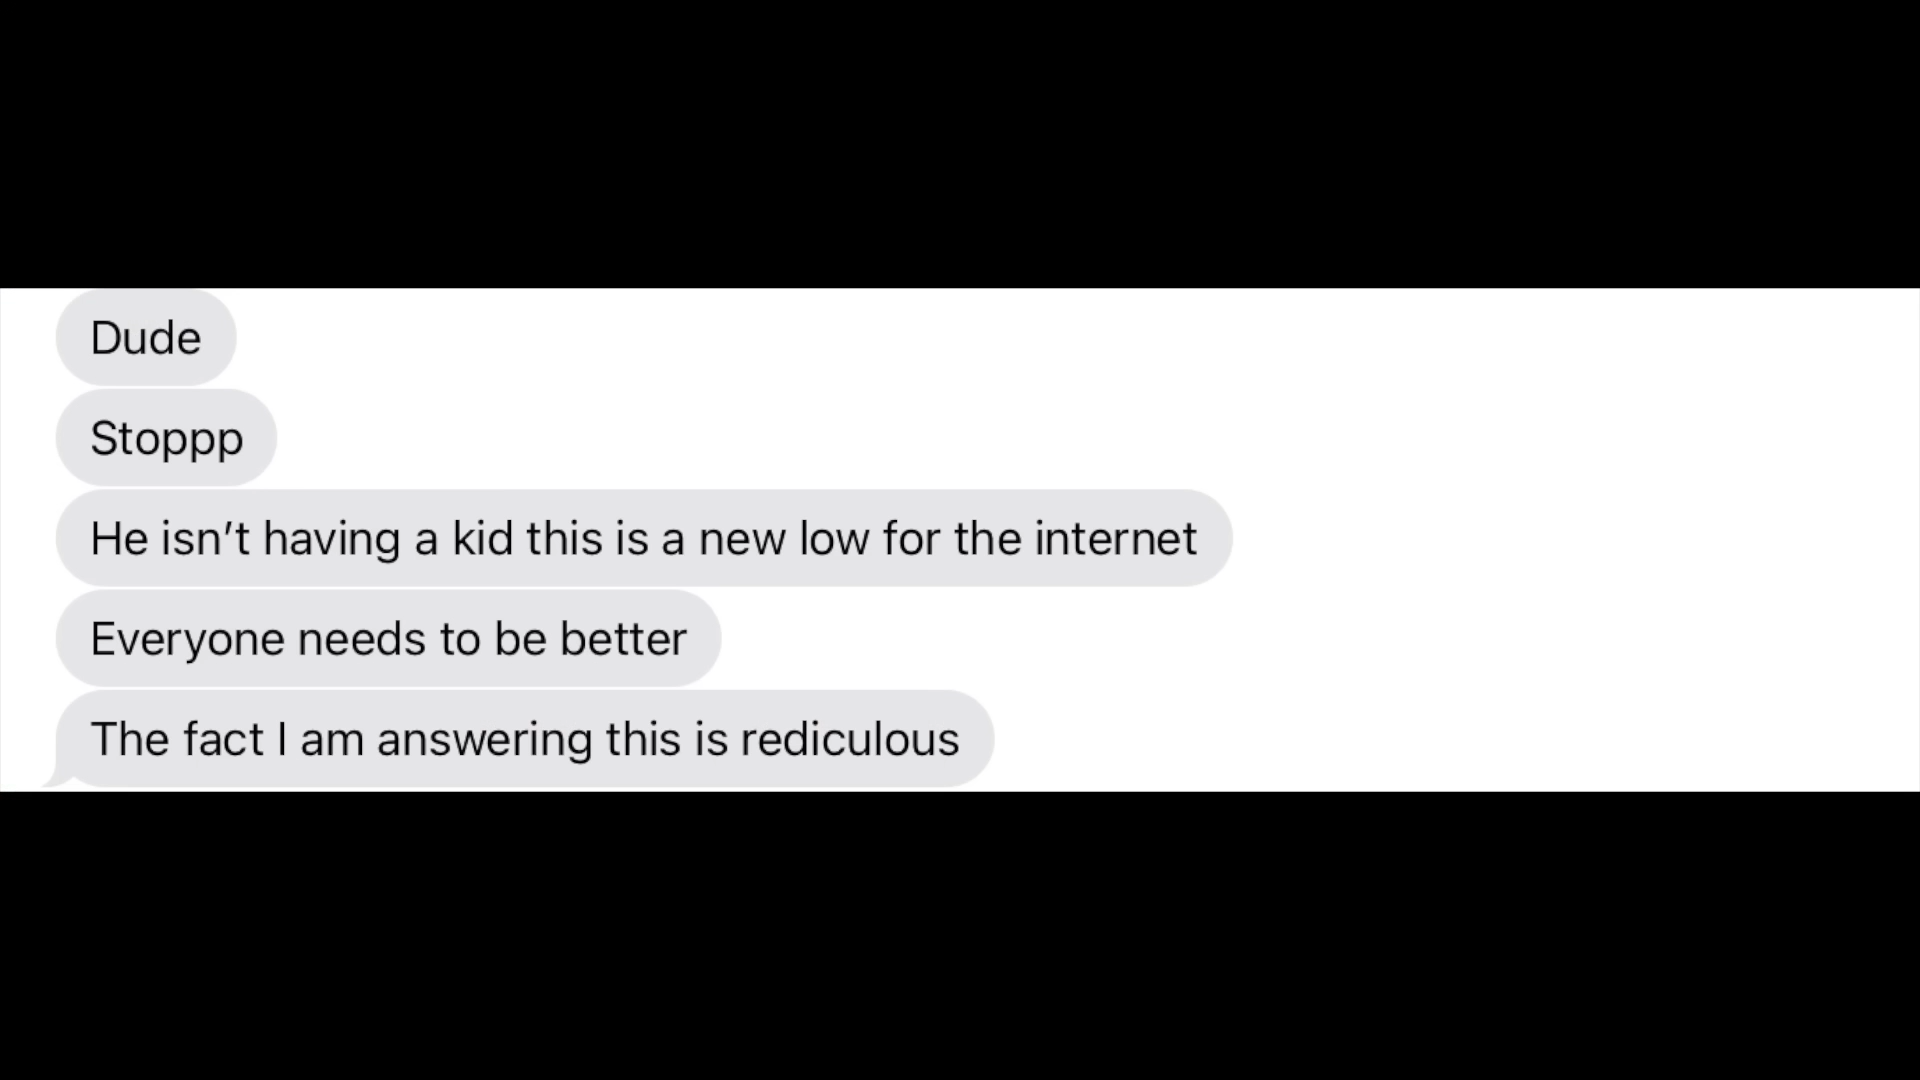 Dude
Stoppp
He isn’t having a kid this is a new low for the internet
Everyone needs to be better
The fact I am answering this is rediculous